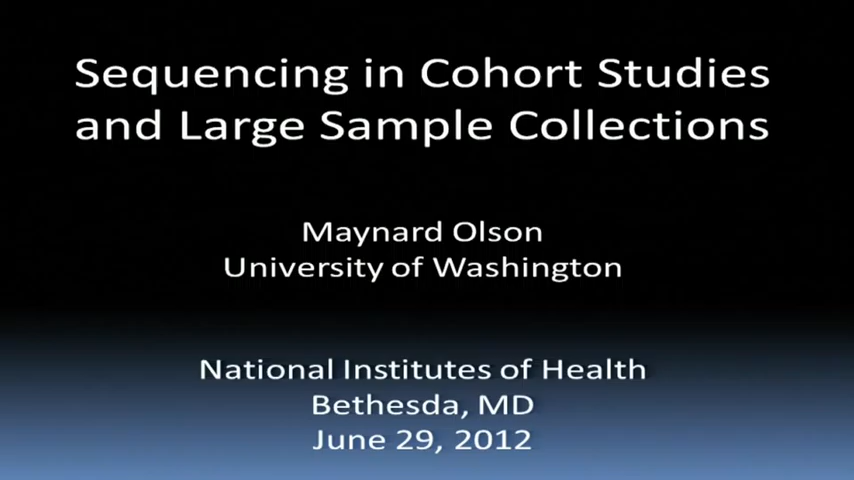 Sequencing in Cohort Studies
and Large Sample Collections
Maynard Olson
University of Washington
National Institutes of Health
Bethesda, MD
June 29, 2012